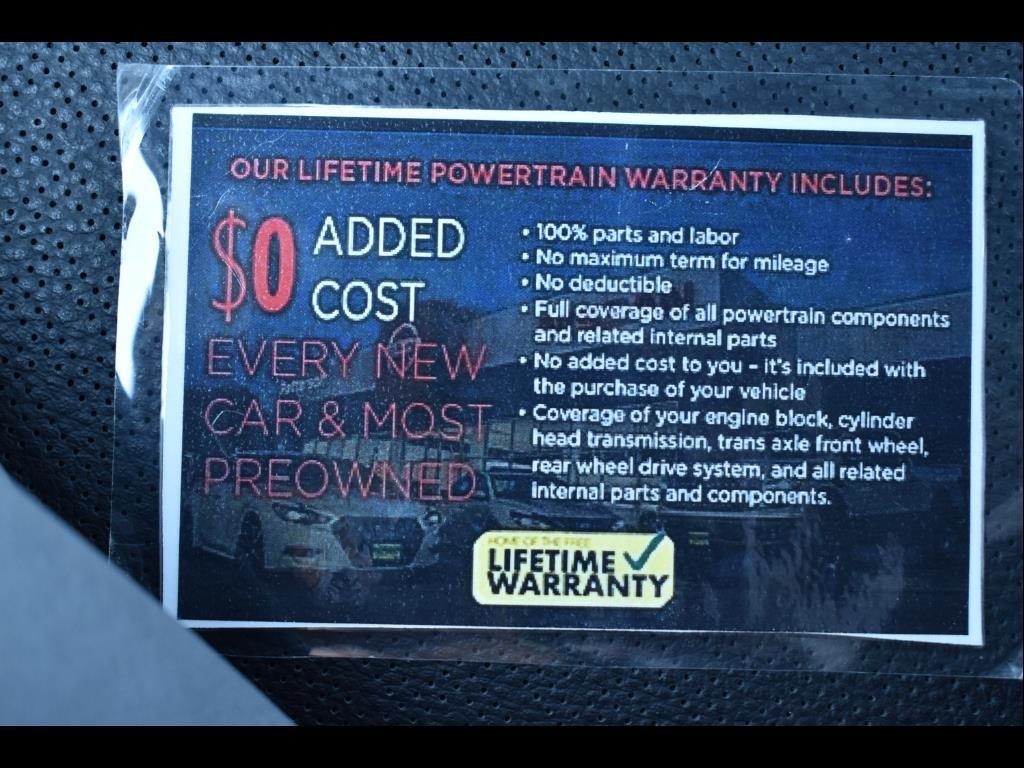 OUR LIFETIME POWERTRAIN WARRANTY INCLUDES:
$0 ADDED
COST
EVERY NEW
CAR & MOST
PREOWNED
• 100% parts and labor
• No maximum term for mileage
• No deductible
• Full coverage of all powertrain components
and related internal parts
• No added cost to you - it's included with
the purchase of your vehicle
• Coverage of your engine block, cylinder
head transmission, trans axle front wheel,
rear wheel drive system, and all related
internal parts and components.
HOME OF THE FREE
LIFETIME
WARRANTY